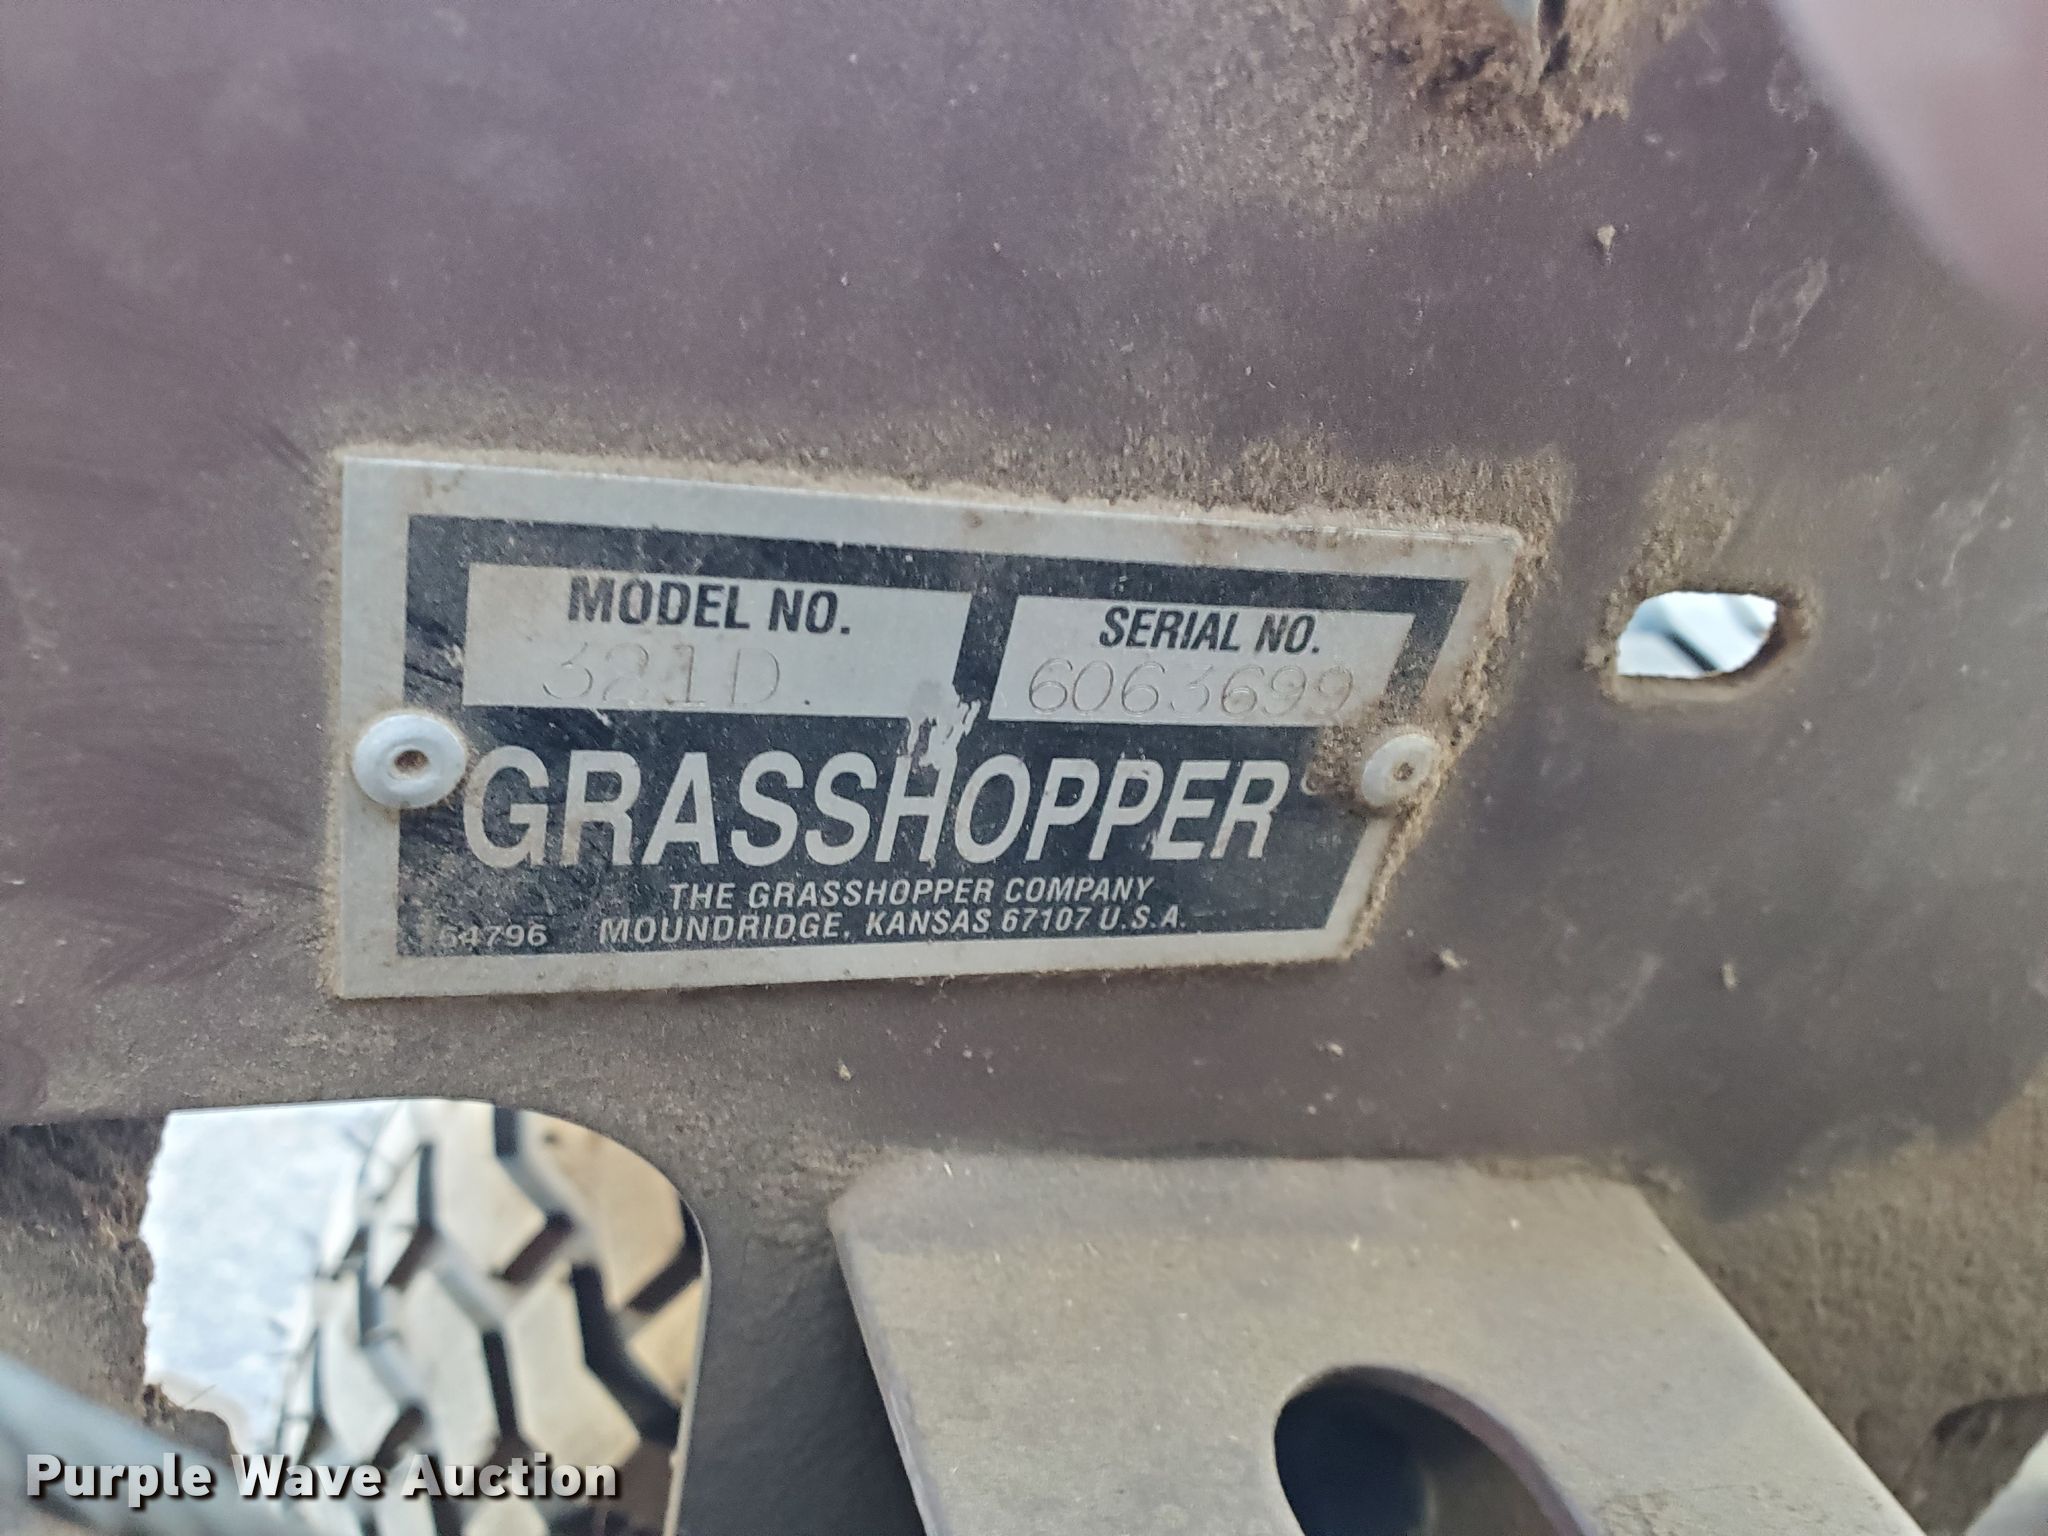 MODEL NO.
321D
SERIAL NO.
6063699
GRASSHOPPER
THE GRASSHOPPER COMPANY
MOUNDRIDGE, KANSAS 67107 U.S.A.
64796
Purple Wave Auction